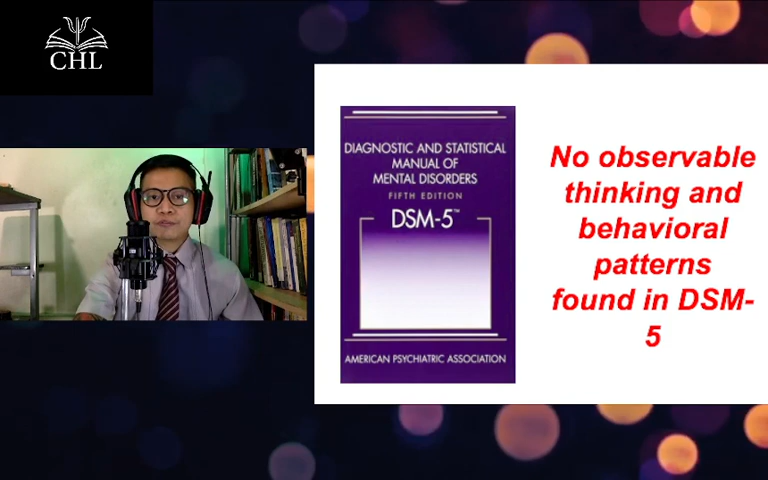 CHL
DIAGNOSTIC AND STATISTICAL
MANUAL OF
MENTAL DISORDERS
FIFTH EDITION
DSM-5™
AMERICAN PSYCHIATRIC ASSOCIATION
No observable
thinking and
behavioral
patterns
found in DSM-
5